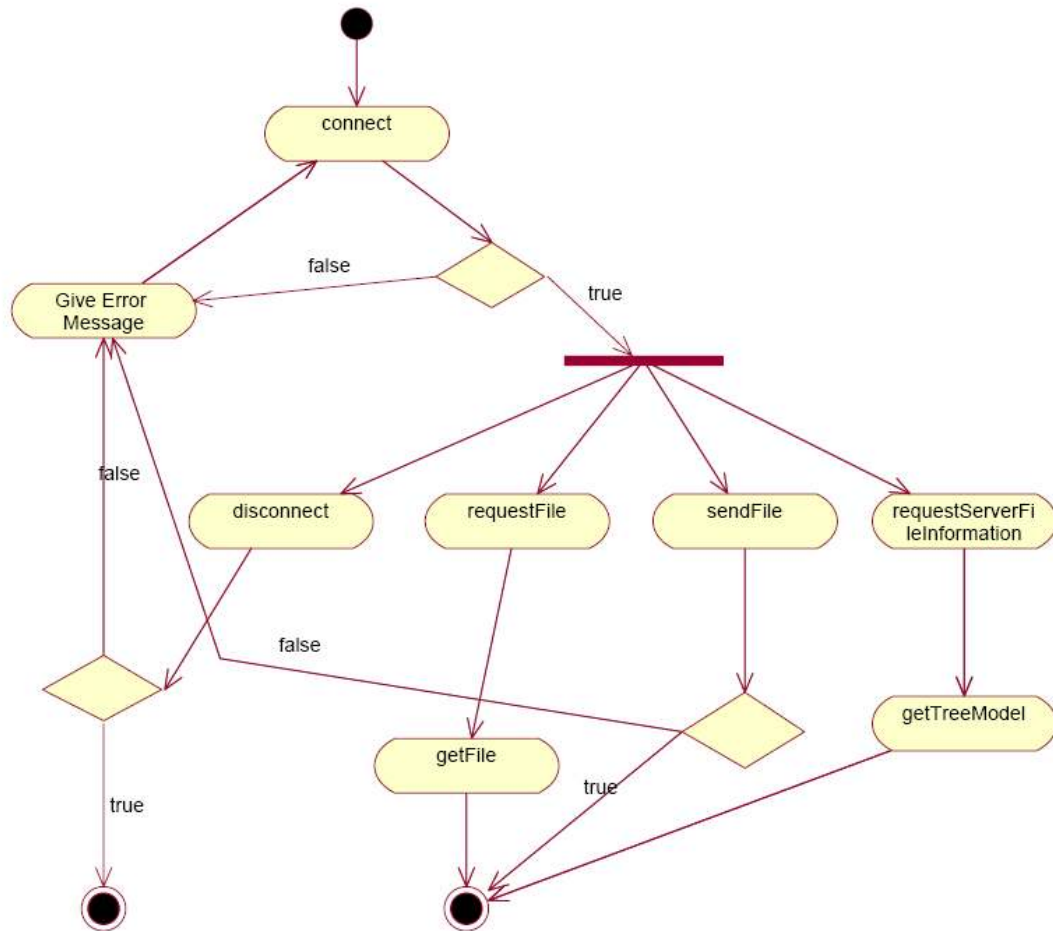 connect
false
Give Error
Message
true
false
disconnect
requestFile
sendFile
requestServerFi
leInformation
false
getTreeModel
getFile
true
true